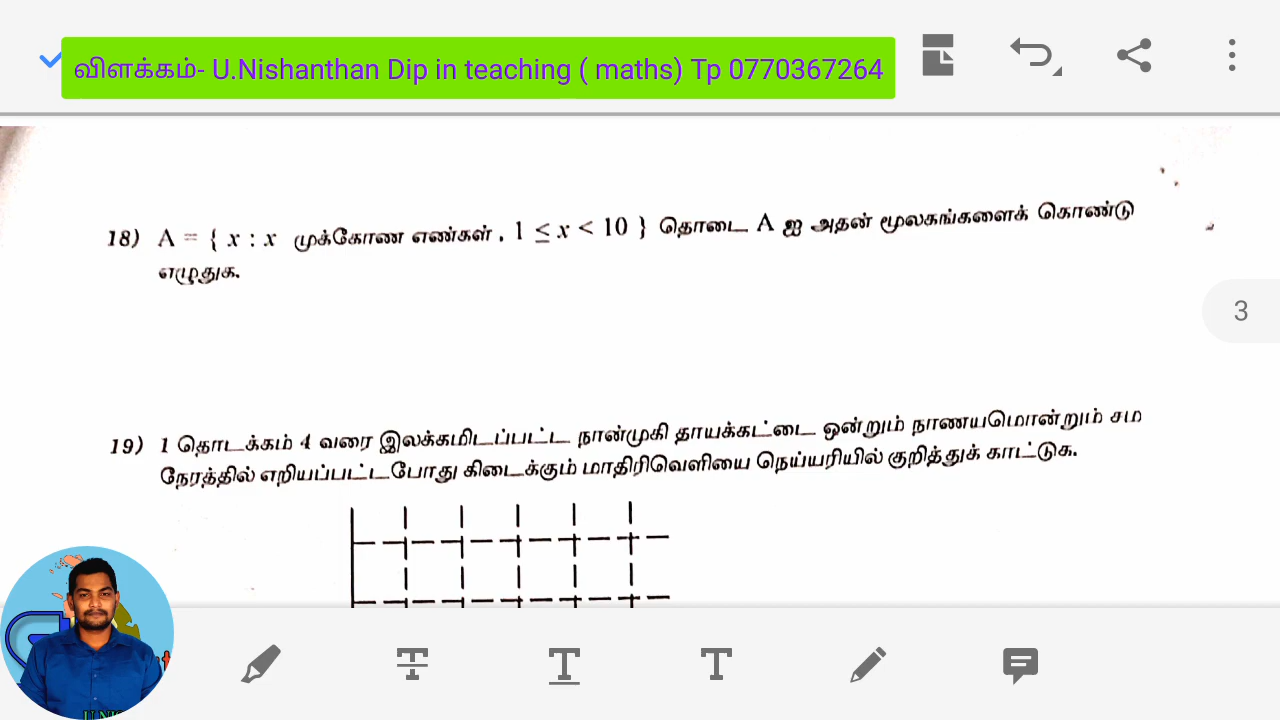 விளக்கம்- U.Nishanthan Dip in teaching ( maths) Tp 0770367264
18) A = { x : x முக்கோண எண்கள் , 1 ≤ x < 10 } தொடை A ஐ அதன் மூலகங்களைக் கொண்டு
எழுதுக.
3
19) 1 தொடக்கம் 4 வரை இலக்கமிடப்பட்ட நான்முகி தாயக்கட்டை ஒன்றும் நாணயமொன்றும் சம
நேரத்தில் எறியப்பட்டபோது கிடைக்கும் மாதிரிவெளியை நெய்யரியில் குறித்துக் காட்டுக.
T T T